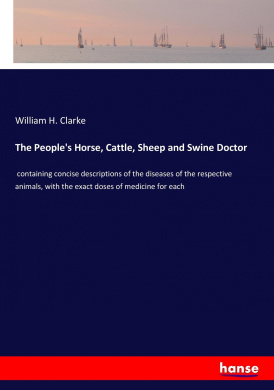 William H. Clarke
The People's Horse, Cattle, Sheep and Swine Doctor
containing concise descriptions of the diseases of the respective
animals, with the exact doses of medicine for each
hanse